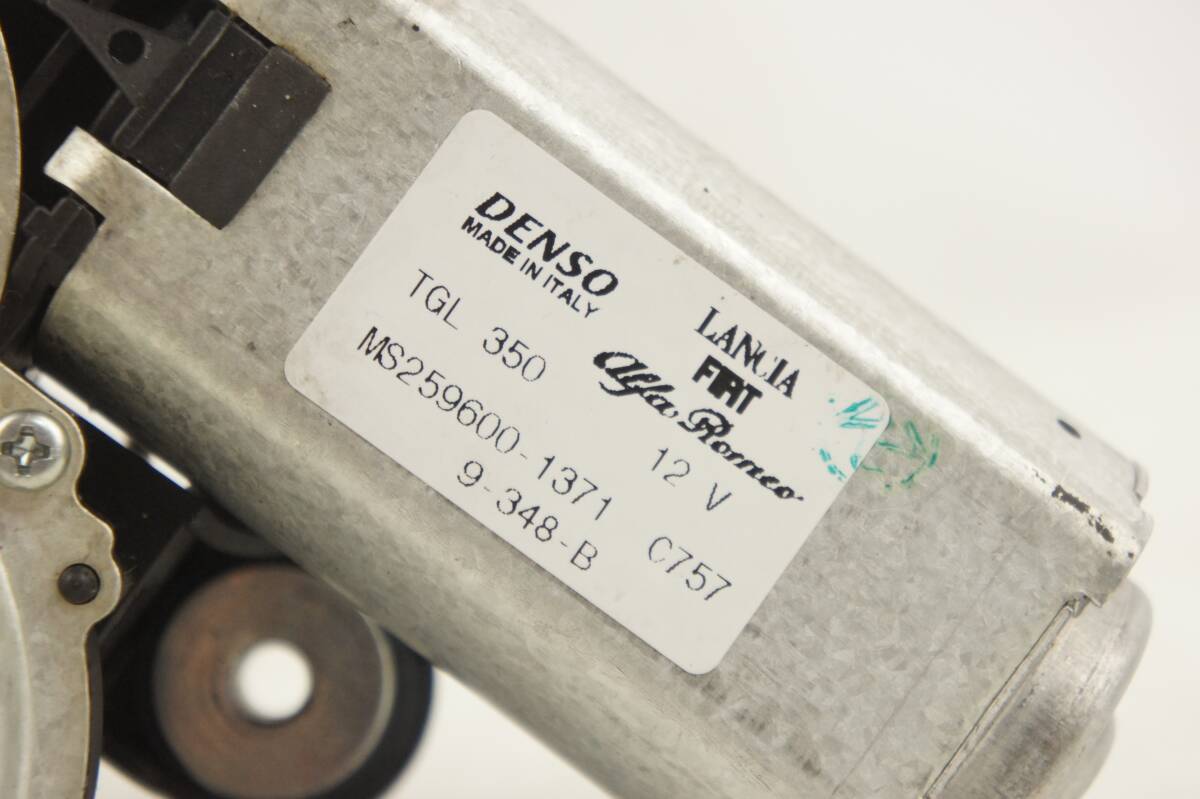 DENSO
MADE IN ITALY
LANCIA
FIAT
Alfa Romeo
TGL 350
12 V
MS259600-1371
9-348-B
C757